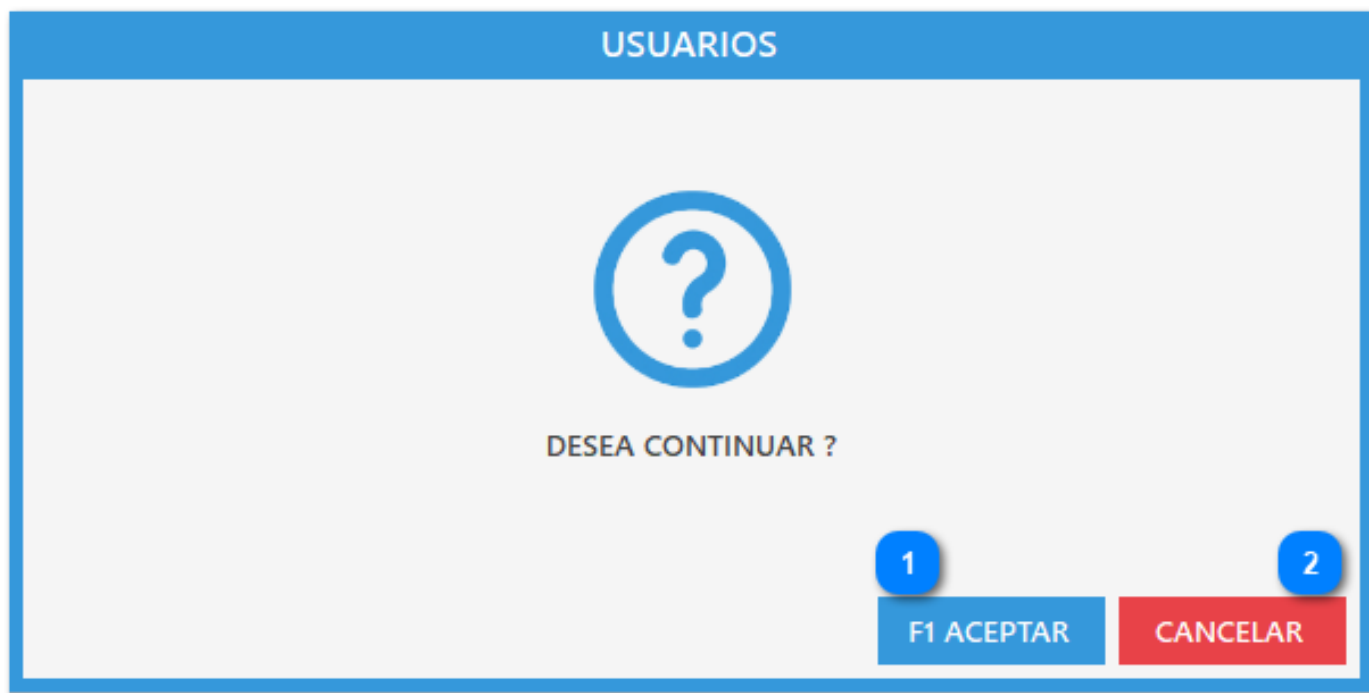 USUARIOS
?
DESEA CONTINUAR ?
1 2
F1 ACEPTAR CANCELAR